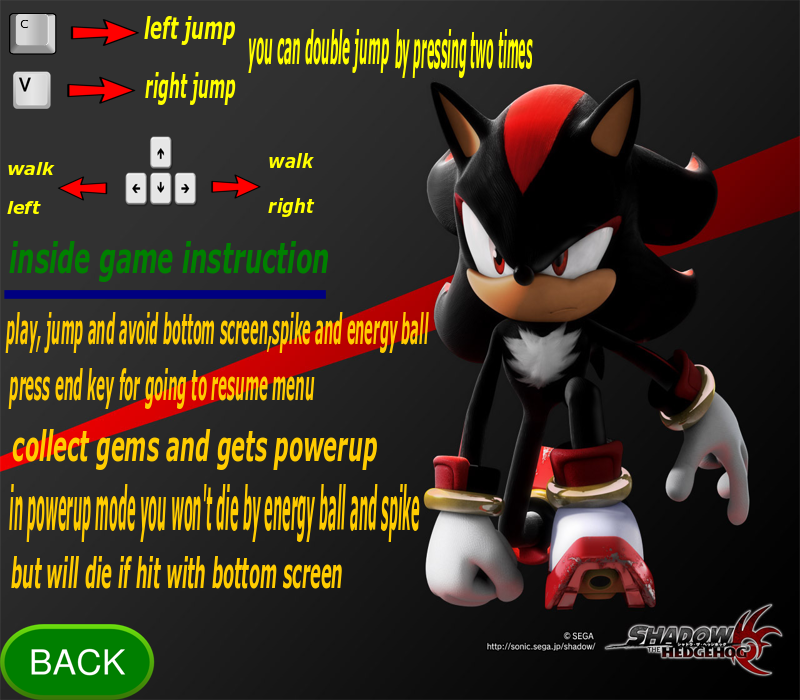 C
left jump
you can double jump by pressing two times
V
right jump
walk
left
walk
right
inside game instruction
play, jump and avoid bottom screen,spike and energy ball
press end key for going to resume menu
collect gems and gets powerup
in powerup mode you won't die by energy ball and spike
but will die if hit with bottom screen
BACK
© SEGA
http://sonic.sega.jp/shadow/
SHADOW
THE HEDGEHOG